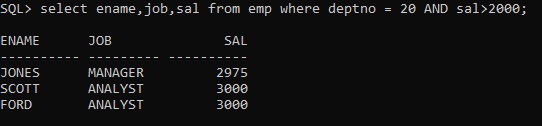 SQL> select ename,job,sal from emp where deptno = 20 AND sal>2000;
ENAME      JOB              SAL
---------- --------- ----------
JONES      MANAGER         2975
SCOTT      ANALYST         3000
FORD       ANALYST         3000